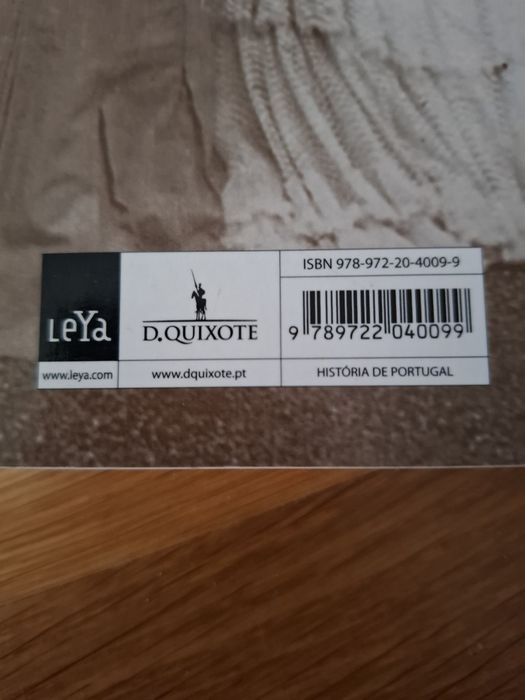 ISBN 978-972-20-4009-9
LeYa
D.QUIXOTE
9 789722 040099
www.leya.com
www.dquixote.pt
HISTÓRIA DE PORTUGAL